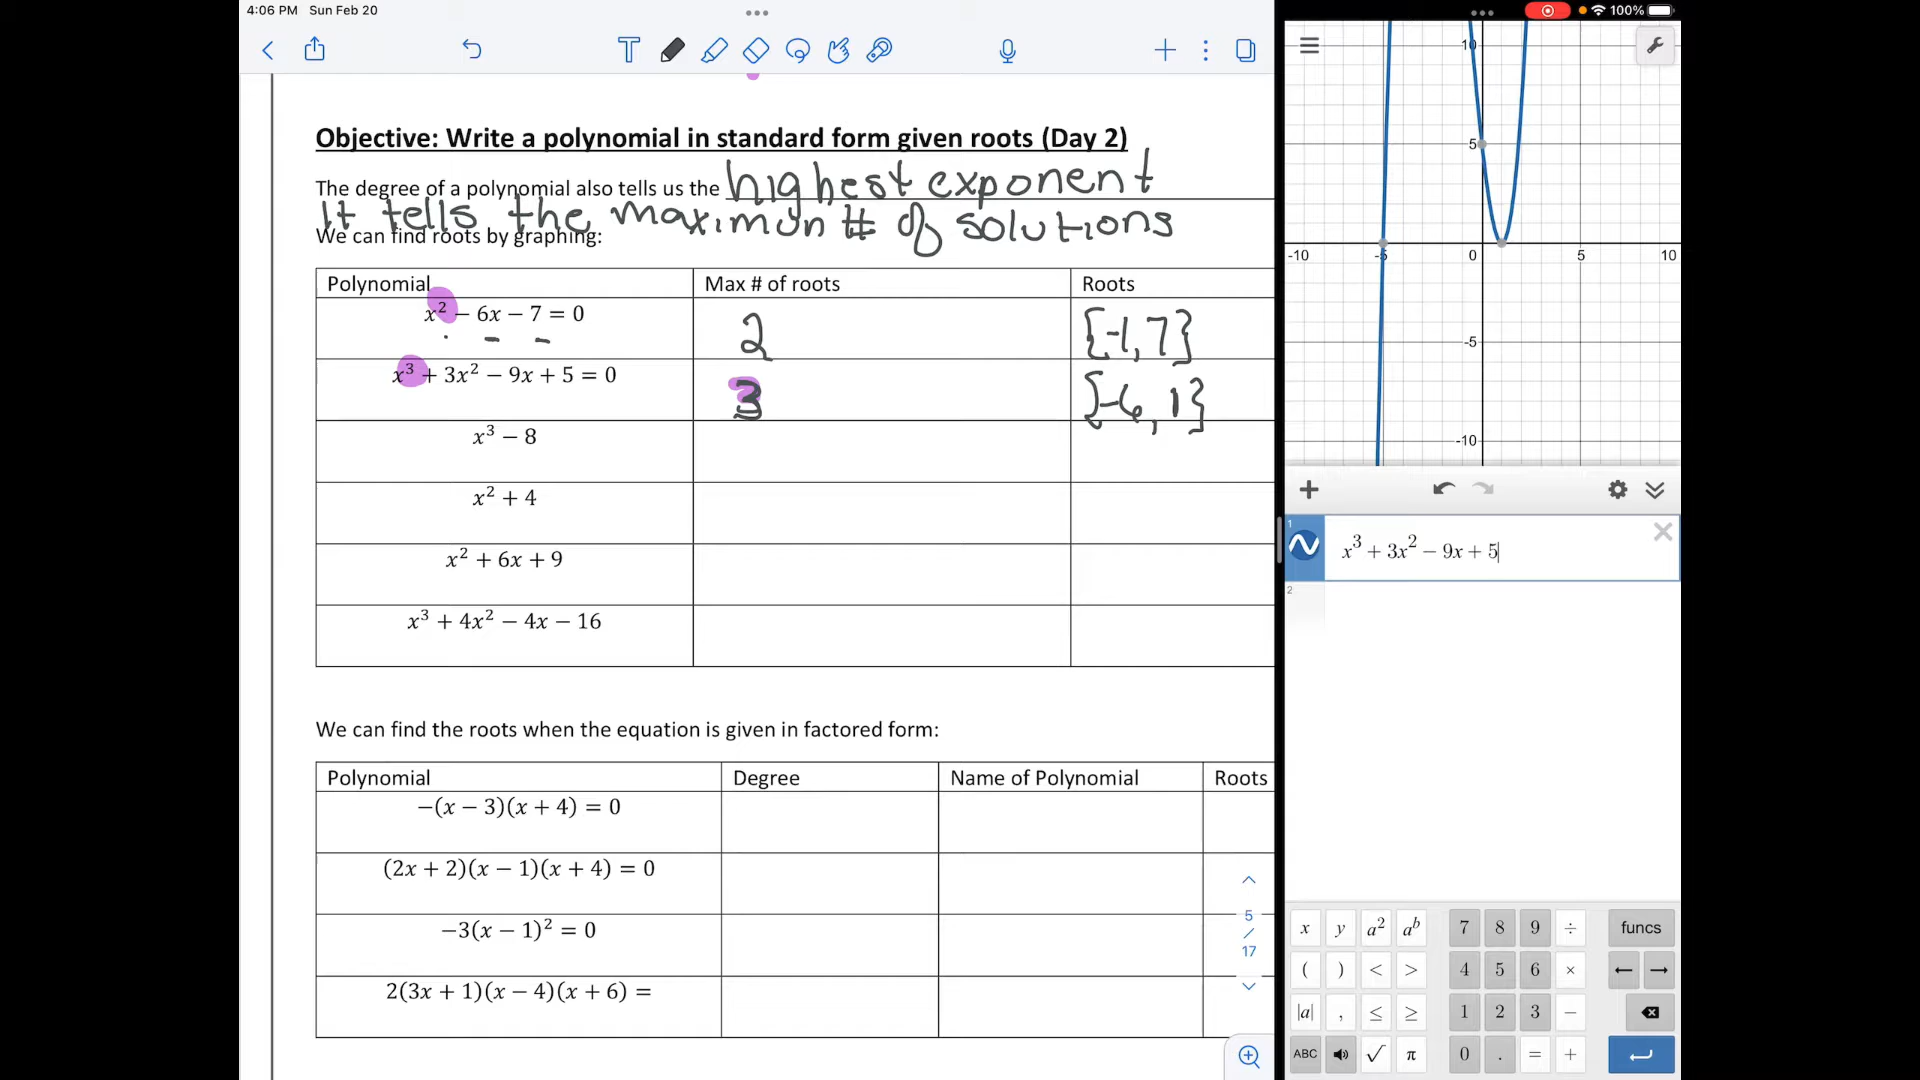 4:06 PM Sun Feb 20
100%
Objective: Write a polynomial in standard form given roots (Day 2)
The degree of a polynomial also tells us the highest exponent
It tells the maximum # of solutions
We can find roots by graphing:
Polynomial Max # of roots Roots
x² − 6x − 7 = 0 2 {-1, 7}
x³ + 3x² − 9x + 5 = 0 3 {-6, 1}
x³ − 8
x² + 4
x² + 6x + 9
x³ + 4x² − 4x − 16
We can find the roots when the equation is given in factored form:
Polynomial Degree Name of Polynomial Roots
−(x − 3)(x + 4) = 0
(2x + 2)(x − 1)(x + 4) = 0
−3(x − 1)² = 0
2(3x + 1)(x − 4)(x + 6) =
5
/
17
10
5
-10 -5 0 5 10
-5
-10
1 x³ + 3x² − 9x + 5
2
x y a² aᵇ 7 8 9 ÷ funcs
( ) < > 4 5 6 × ← →
|a| , ≤ ≥ 1 2 3 −
ABC √ π 0 . = +